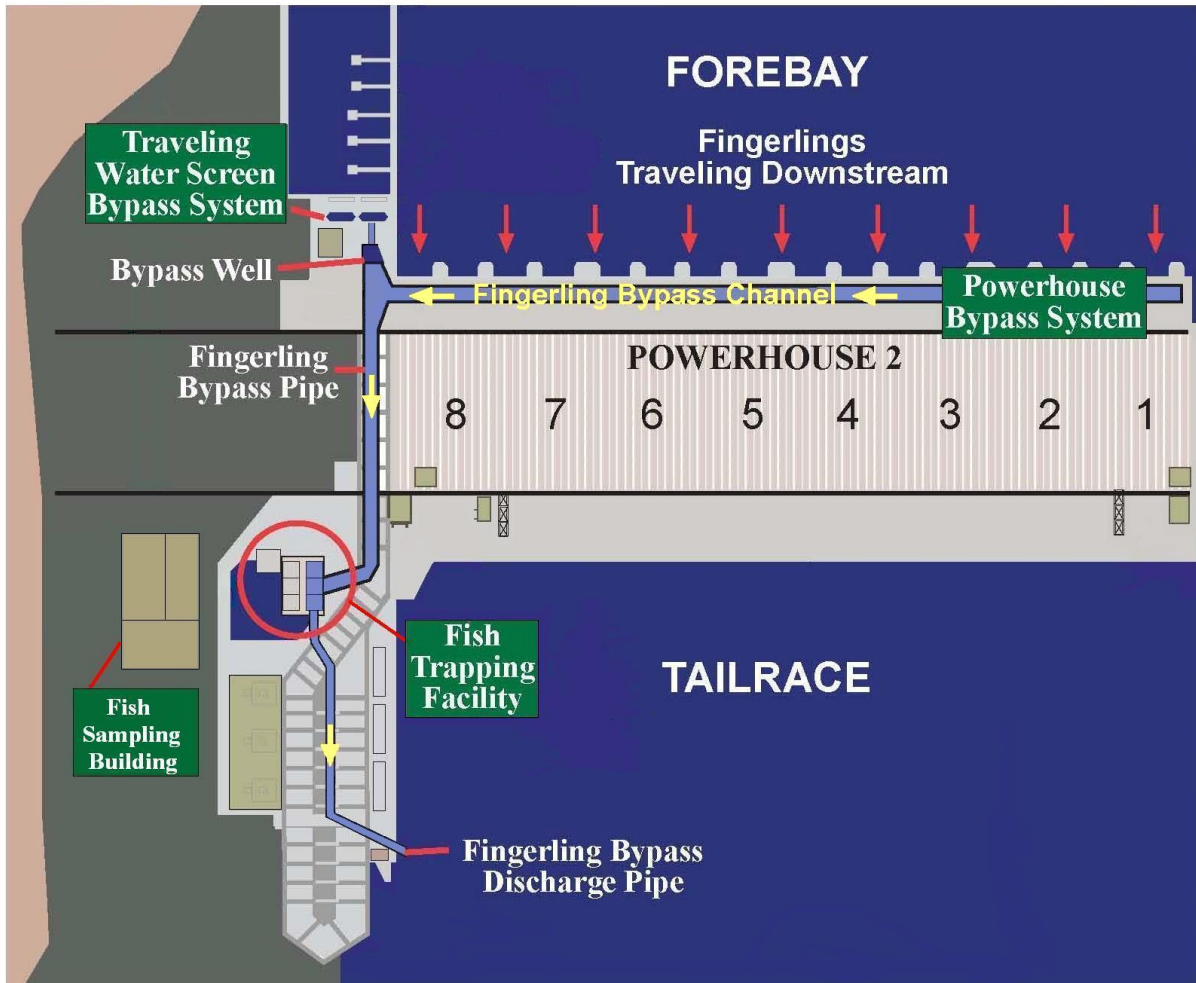 FOREBAY
Fingerlings
Traveling Downstream
Traveling
Water Screen
Bypass System
Bypass Well
Fingerling Bypass Channel
Powerhouse
Bypass System
Fingerling
Bypass Pipe
POWERHOUSE 2
8 7 6 5 4 3 2 1
Fish
Trapping
Facility
TAILRACE
Fish
Sampling
Building
Fingerling Bypass
Discharge Pipe